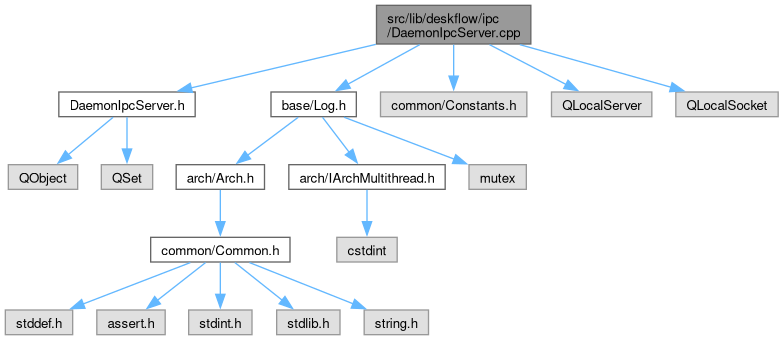 src/lib/deskflow/ipc
/DaemonIpcServer.cpp
DaemonIpcServer.h
base/Log.h
common/Constants.h
QLocalServer
QLocalSocket
QObject
QSet
arch/Arch.h
arch/IArchMultithread.h
mutex
common/Common.h
cstdint
stddef.h
assert.h
stdint.h
stdlib.h
string.h